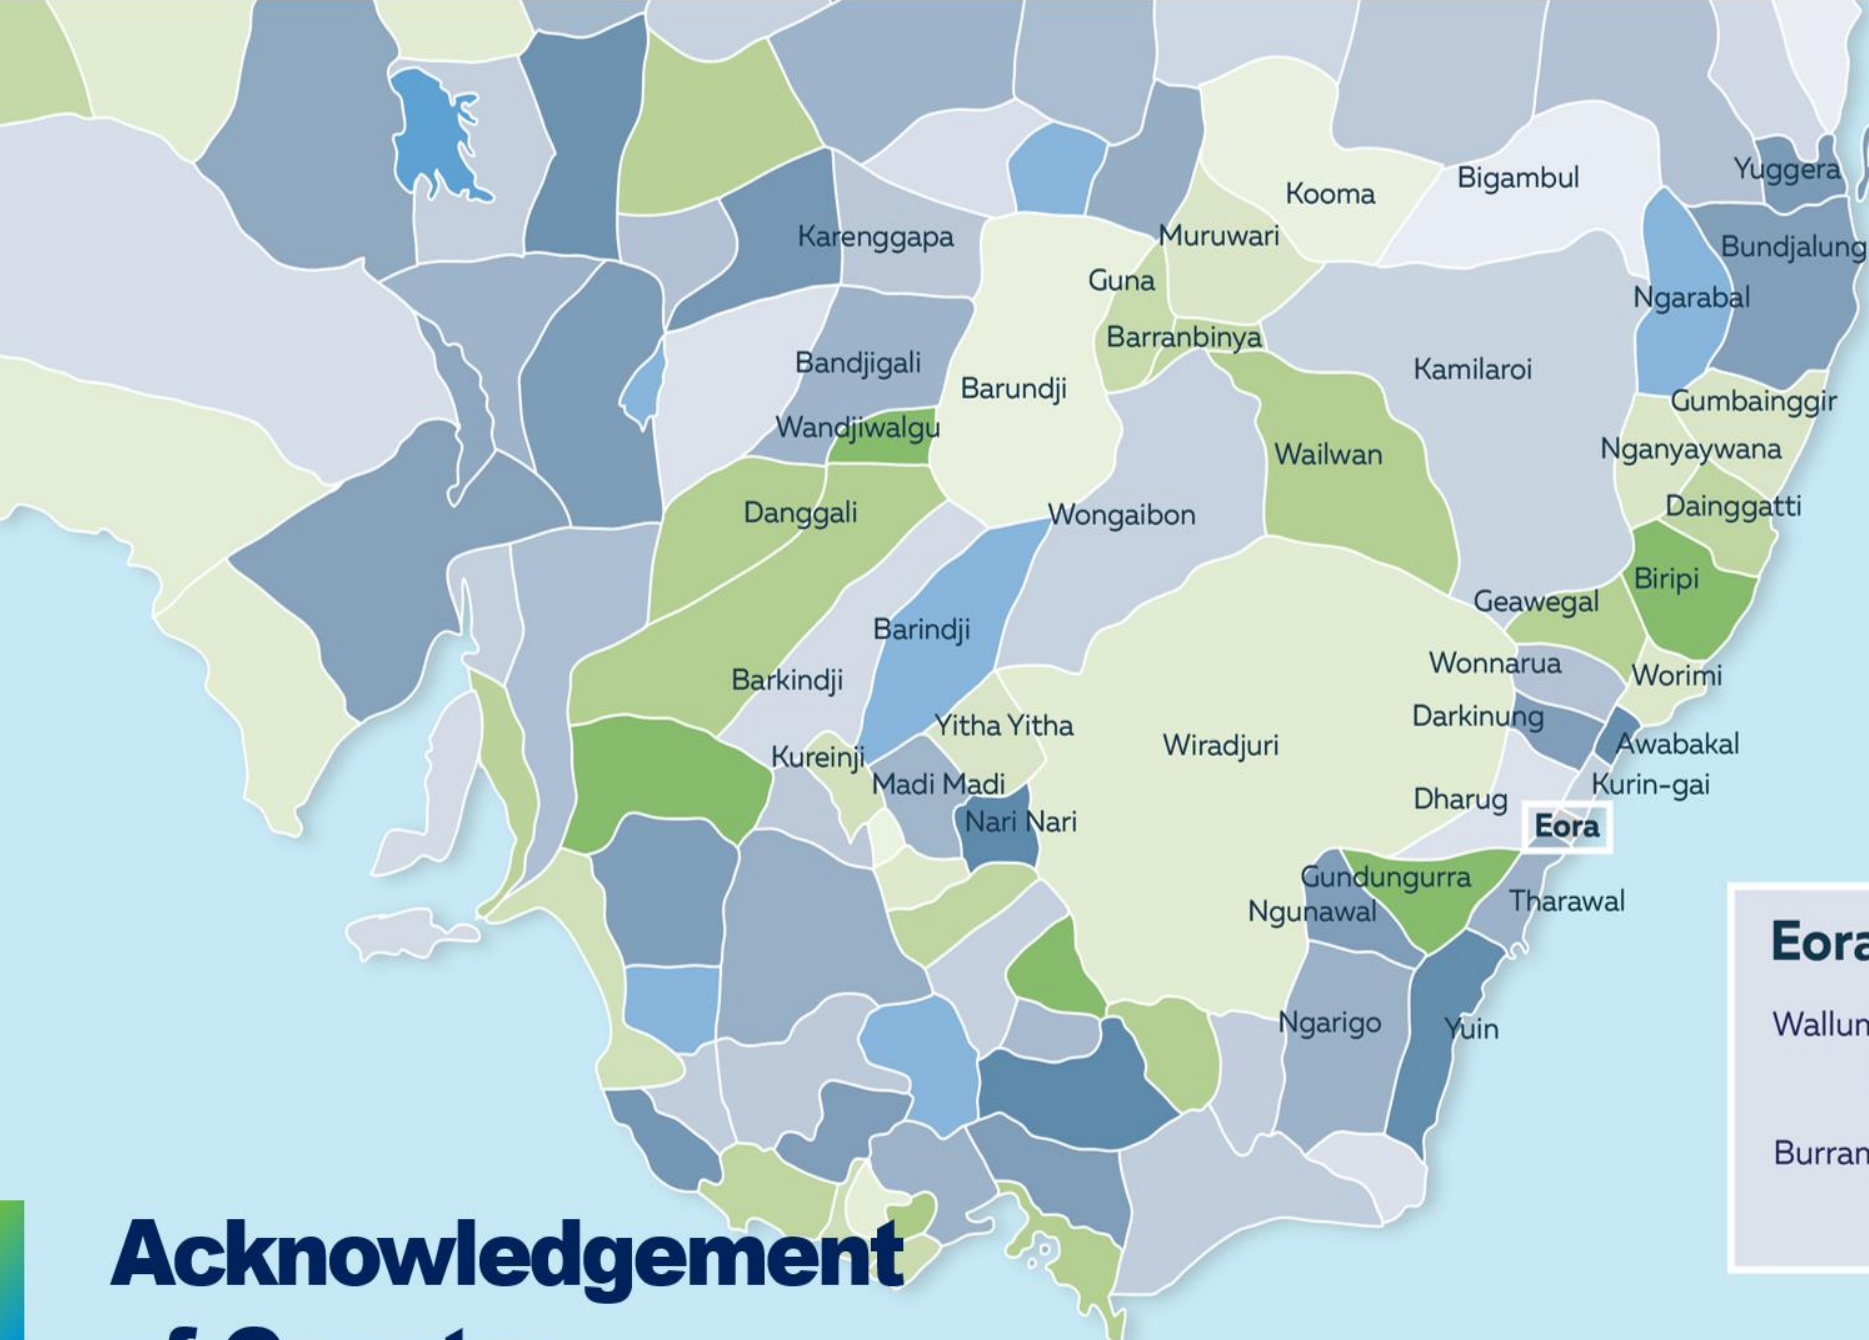 Yuggera
Bigambul
Kooma
Karenggapa
Muruwari
Bundjalung
Guna
Ngarabal
Barranbinya
Bandjigali
Kamilaroi
Barundji
Gumbainggir
Wandjiwalgu
Nganyaywana
Wailwan
Dainggatti
Danggali
Wongaibon
Biripi
Geawegal
Barindji
Wonnarua
Worimi
Barkindji
Darkinung
Yitha Yitha
Wiradjuri
Awabakal
Kureinji
Madi Madi
Kurin-gai
Dharug
Nari Nari
Eora
Gundungurra
Tharawal
Ngunawal
Ngarigo
Yuin
Eora
Acknowledgement